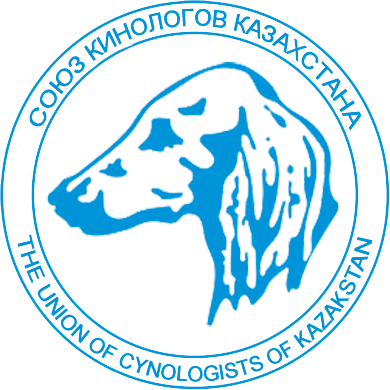 СОЮЗ КИНОЛОГОВ КАЗАХСТАНА
THE UNION OF CYNOLOGISTS OF KAZAKSTAN